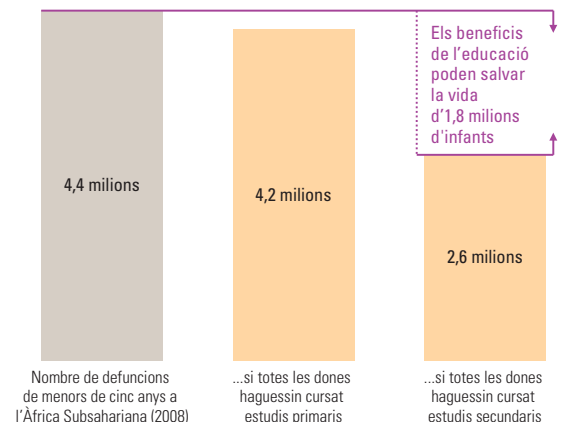 Els beneficis
de l'educació
poden salvar
la vida
d'1,8 milions
d'infants
4,4 milions
4,2 milions
2,6 milions
Nombre de defuncions
de menors de cinc anys a
l'Àfrica Subsahariana (2008)
...si totes les dones
haguessin cursat
estudis primaris
...si totes les dones
haguessin cursat
estudis secundaris